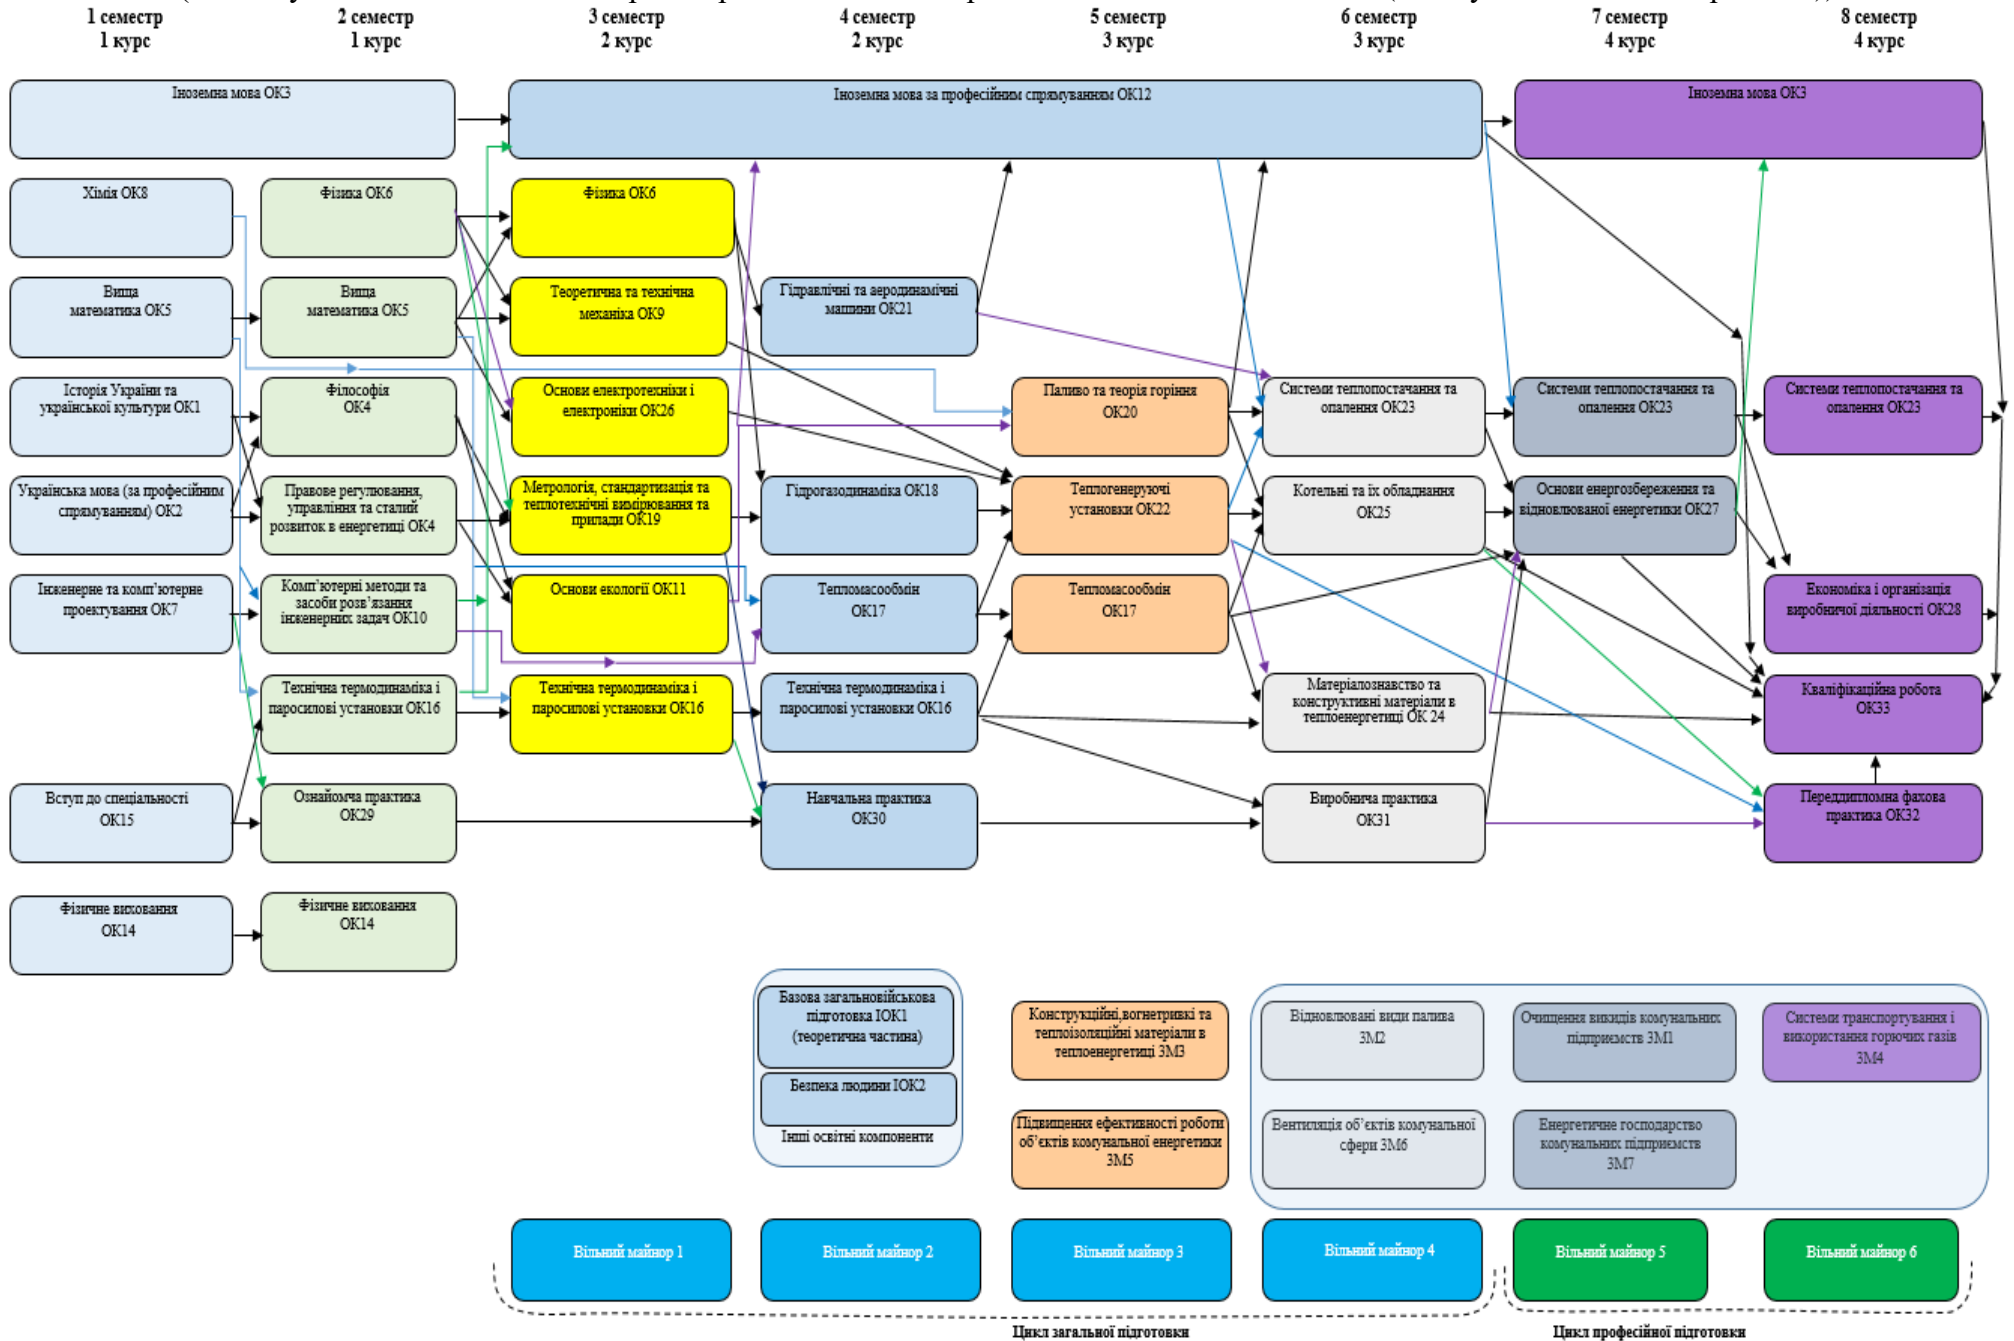 1 семестр
1 курс
2 семестр
1 курс
3 семестр
2 курс
4 семестр
2 курс
5 семестр
3 курс
6 семестр
3 курс
7 семестр
4 курс
8 семестр
4 курс
Іноземна мова ОК3
Іноземна мова за професійним спрямуванням ОК12
Іноземна мова ОК3
Хімія ОК8
Фізика ОК6
Фізика ОК6
Вища
математика ОК5
Вища
математика ОК5
Теоретична та технічна
механіка ОК9
Гідравлічні та аеродинамічні
машини ОК21
Історія України та
української культури ОК1
Філософія
ОК4
Основи електротехніки і
електроніки ОК26
Паливо та теорія горіння
ОК20
Системи теплопостачання та
опалення ОК23
Системи теплопостачання та
опалення ОК23
Системи теплопостачання та
опалення ОК23
Українська мова (за професійним
спрямуванням) ОК2
Правове регулювання,
управління та сталий
розвиток в енергетиці ОК4
Метрологія, стандартизація та
теплотехнічні вимірювання та
прилади ОК19
Гідрогазодинаміка ОК18
Теплогенеруючі
установки ОК22
Котельні та їх обладнання
ОК25
Основи енергозбереження та
відновлюваної енергетики ОК27
Інженерне та комп’ютерне
проектування ОК7
Комп’ютерні методи та
засоби розв’язання
інженерних задач ОК10
Основи екології ОК11
Тепломасообмін
ОК17
Тепломасообмін
ОК17
Економіка і організація
виробничої діяльності ОК28
Технічна термодинаміка і
паросилові установки ОК16
Технічна термодинаміка і
паросилові установки ОК16
Технічна термодинаміка і
паросилові установки ОК16
Матеріалознавство та
конструктивні матеріали в
теплоенергетиці ОК 24
Кваліфікаційна робота
ОК33
Вступ до спеціальності
ОК15
Ознайомча практика
ОК29
Навчальна практика
ОК30
Виробнича практика
ОК31
Переддипломна фахова
практика ОК32
Фізичне виховання
ОК14
Фізичне виховання
ОК14
Базова загальновійськова
підготовка ІОК1
(теоретична частина)
Безпека людини ІОК2
Інші освітні компоненти
Конструкційні,вогнетривкі та
теплоізоляційні матеріали в
теплоенергетиці ЗМ3
Відновлювані види палива
ЗМ2
Очищення викидів комунальних
підприємств ЗМ1
Системи транспортування і
використання горючих газів
ЗМ4
Підвищення ефективності роботи
об’єктів комунальної енергетики
ЗМ5
Вентиляція об’єктів комунальної
сфери ЗМ6
Енергетичне господарство
комунальних підприємств
ЗМ7
Вільний майнор 1
Вільний майнор 2
Вільний майнор 3
Вільний майнор 4
Вільний майнор 5
Вільний майнор 6
Цикл загальної підготовки
Цикл професійної підготовки